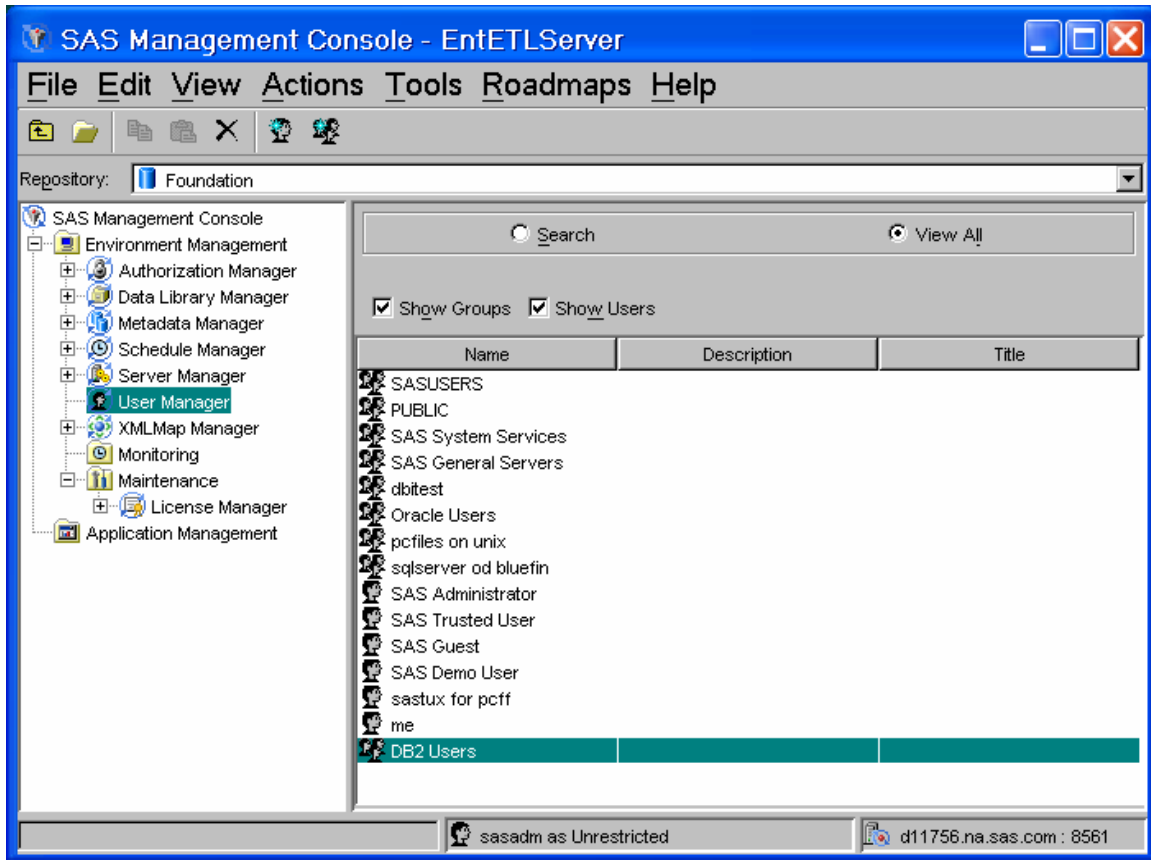 SAS Management Console - EntETLServer
File Edit View Actions Tools Roadmaps Help
Repository: Foundation
SAS Management Console
Environment Management
Authorization Manager
Data Library Manager
Metadata Manager
Schedule Manager
Server Manager
User Manager
XMLMap Manager
Monitoring
Maintenance
License Manager
Application Management
Search View All
Show Groups Show Users
Name Description Title
SASUSERS
PUBLIC
SAS System Services
SAS General Servers
dbitest
Oracle Users
pcfiles on unix
sqlserver od bluefin
SAS Administrator
SAS Trusted User
SAS Guest
SAS Demo User
sastux for pcff
me
DB2 Users
sasadm as Unrestricted
d11756.na.sas.com : 8561